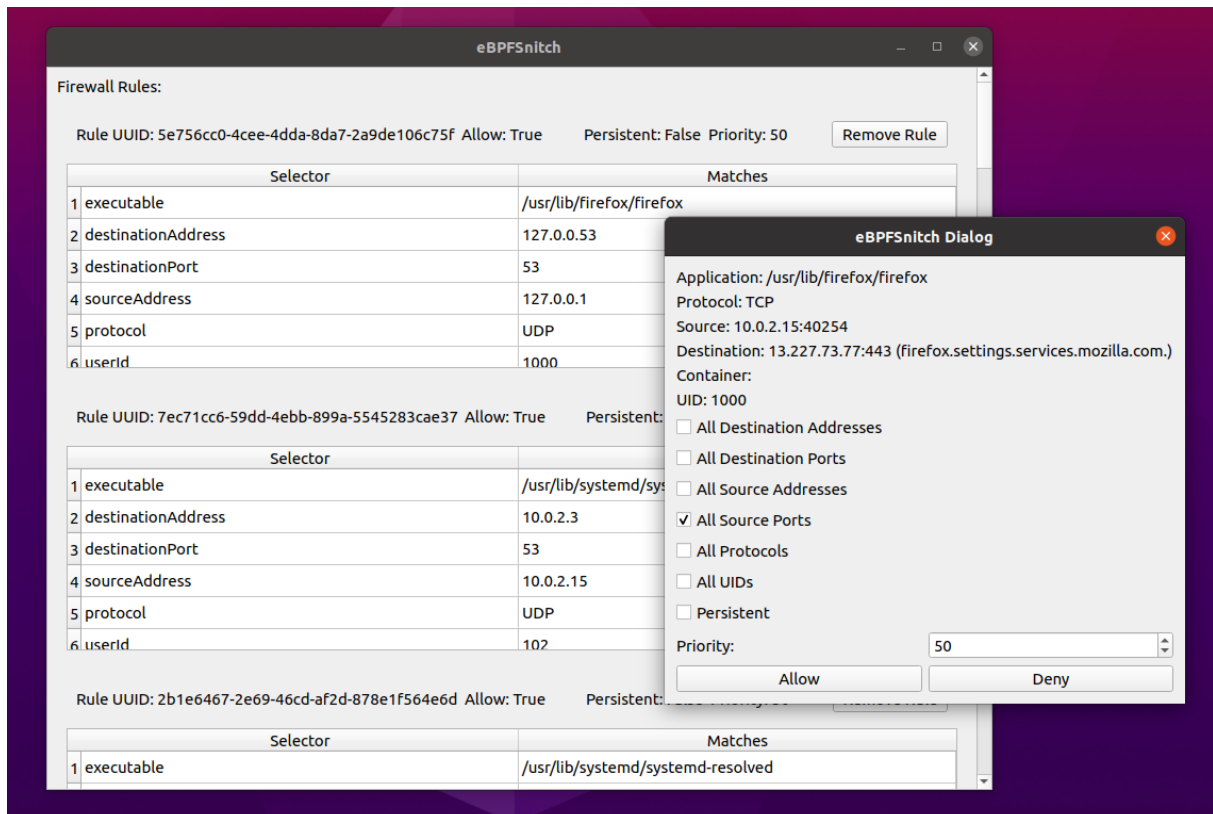 eBPFSnitch
Firewall Rules:
Rule UUID: 5e756cc0-4cee-4dda-8da7-2a9de106c75f Allow: True Persistent: False Priority: 50 Remove Rule
Selector Matches
1 executable /usr/lib/firefox/firefox
2 destinationAddress 127.0.0.53
3 destinationPort 53
4 sourceAddress 127.0.0.1
5 protocol UDP
6 userId 1000
Rule UUID: 7ec71cc6-59dd-4ebb-899a-5545283cae37 Allow: True Persistent:
Selector
1 executable /usr/lib/systemd/sys
2 destinationAddress 10.0.2.3
3 destinationPort 53
4 sourceAddress 10.0.2.15
5 protocol UDP
6 userId 102
Rule UUID: 2b1e6467-2e69-46cd-af2d-878e1f564e6d Allow: True Persistent:
Selector Matches
1 executable /usr/lib/systemd/systemd-resolved
eBPFSnitch Dialog
Application: /usr/lib/firefox/firefox
Protocol: TCP
Source: 10.0.2.15:40254
Destination: 13.227.73.77:443 (firefox.settings.services.mozilla.com.)
Container:
UID: 1000
All Destination Addresses
All Destination Ports
All Source Addresses
All Source Ports
All Protocols
All UIDs
Persistent
Priority: 50
Allow Deny